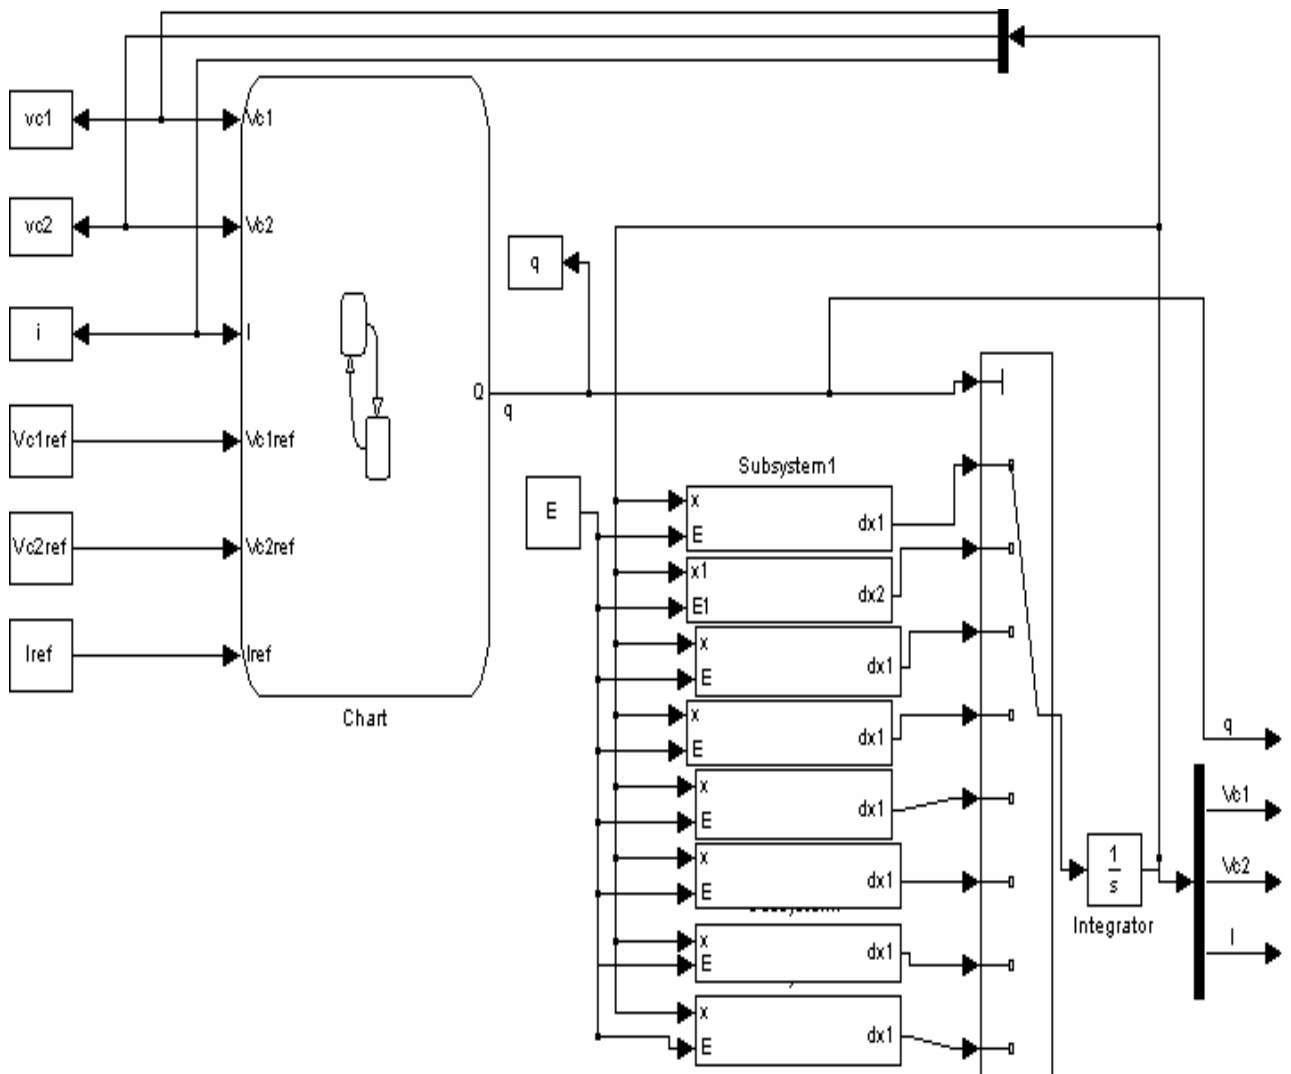 vc1
Vc1
vc2
Vc2
q
i
I
Q
q
Vc1ref
Vc1ref
Subsystem1
x
dx1
E
E
Vc2ref
Vc2ref
x1
dx2
E1
Iref
Iref
x
dx1
E
Chart
x
dx1
E
q
x
dx1
E
Vc1
x
dx1
E
1
s
Vc2
Integrator
x
dx1
E
I
x
dx1
E